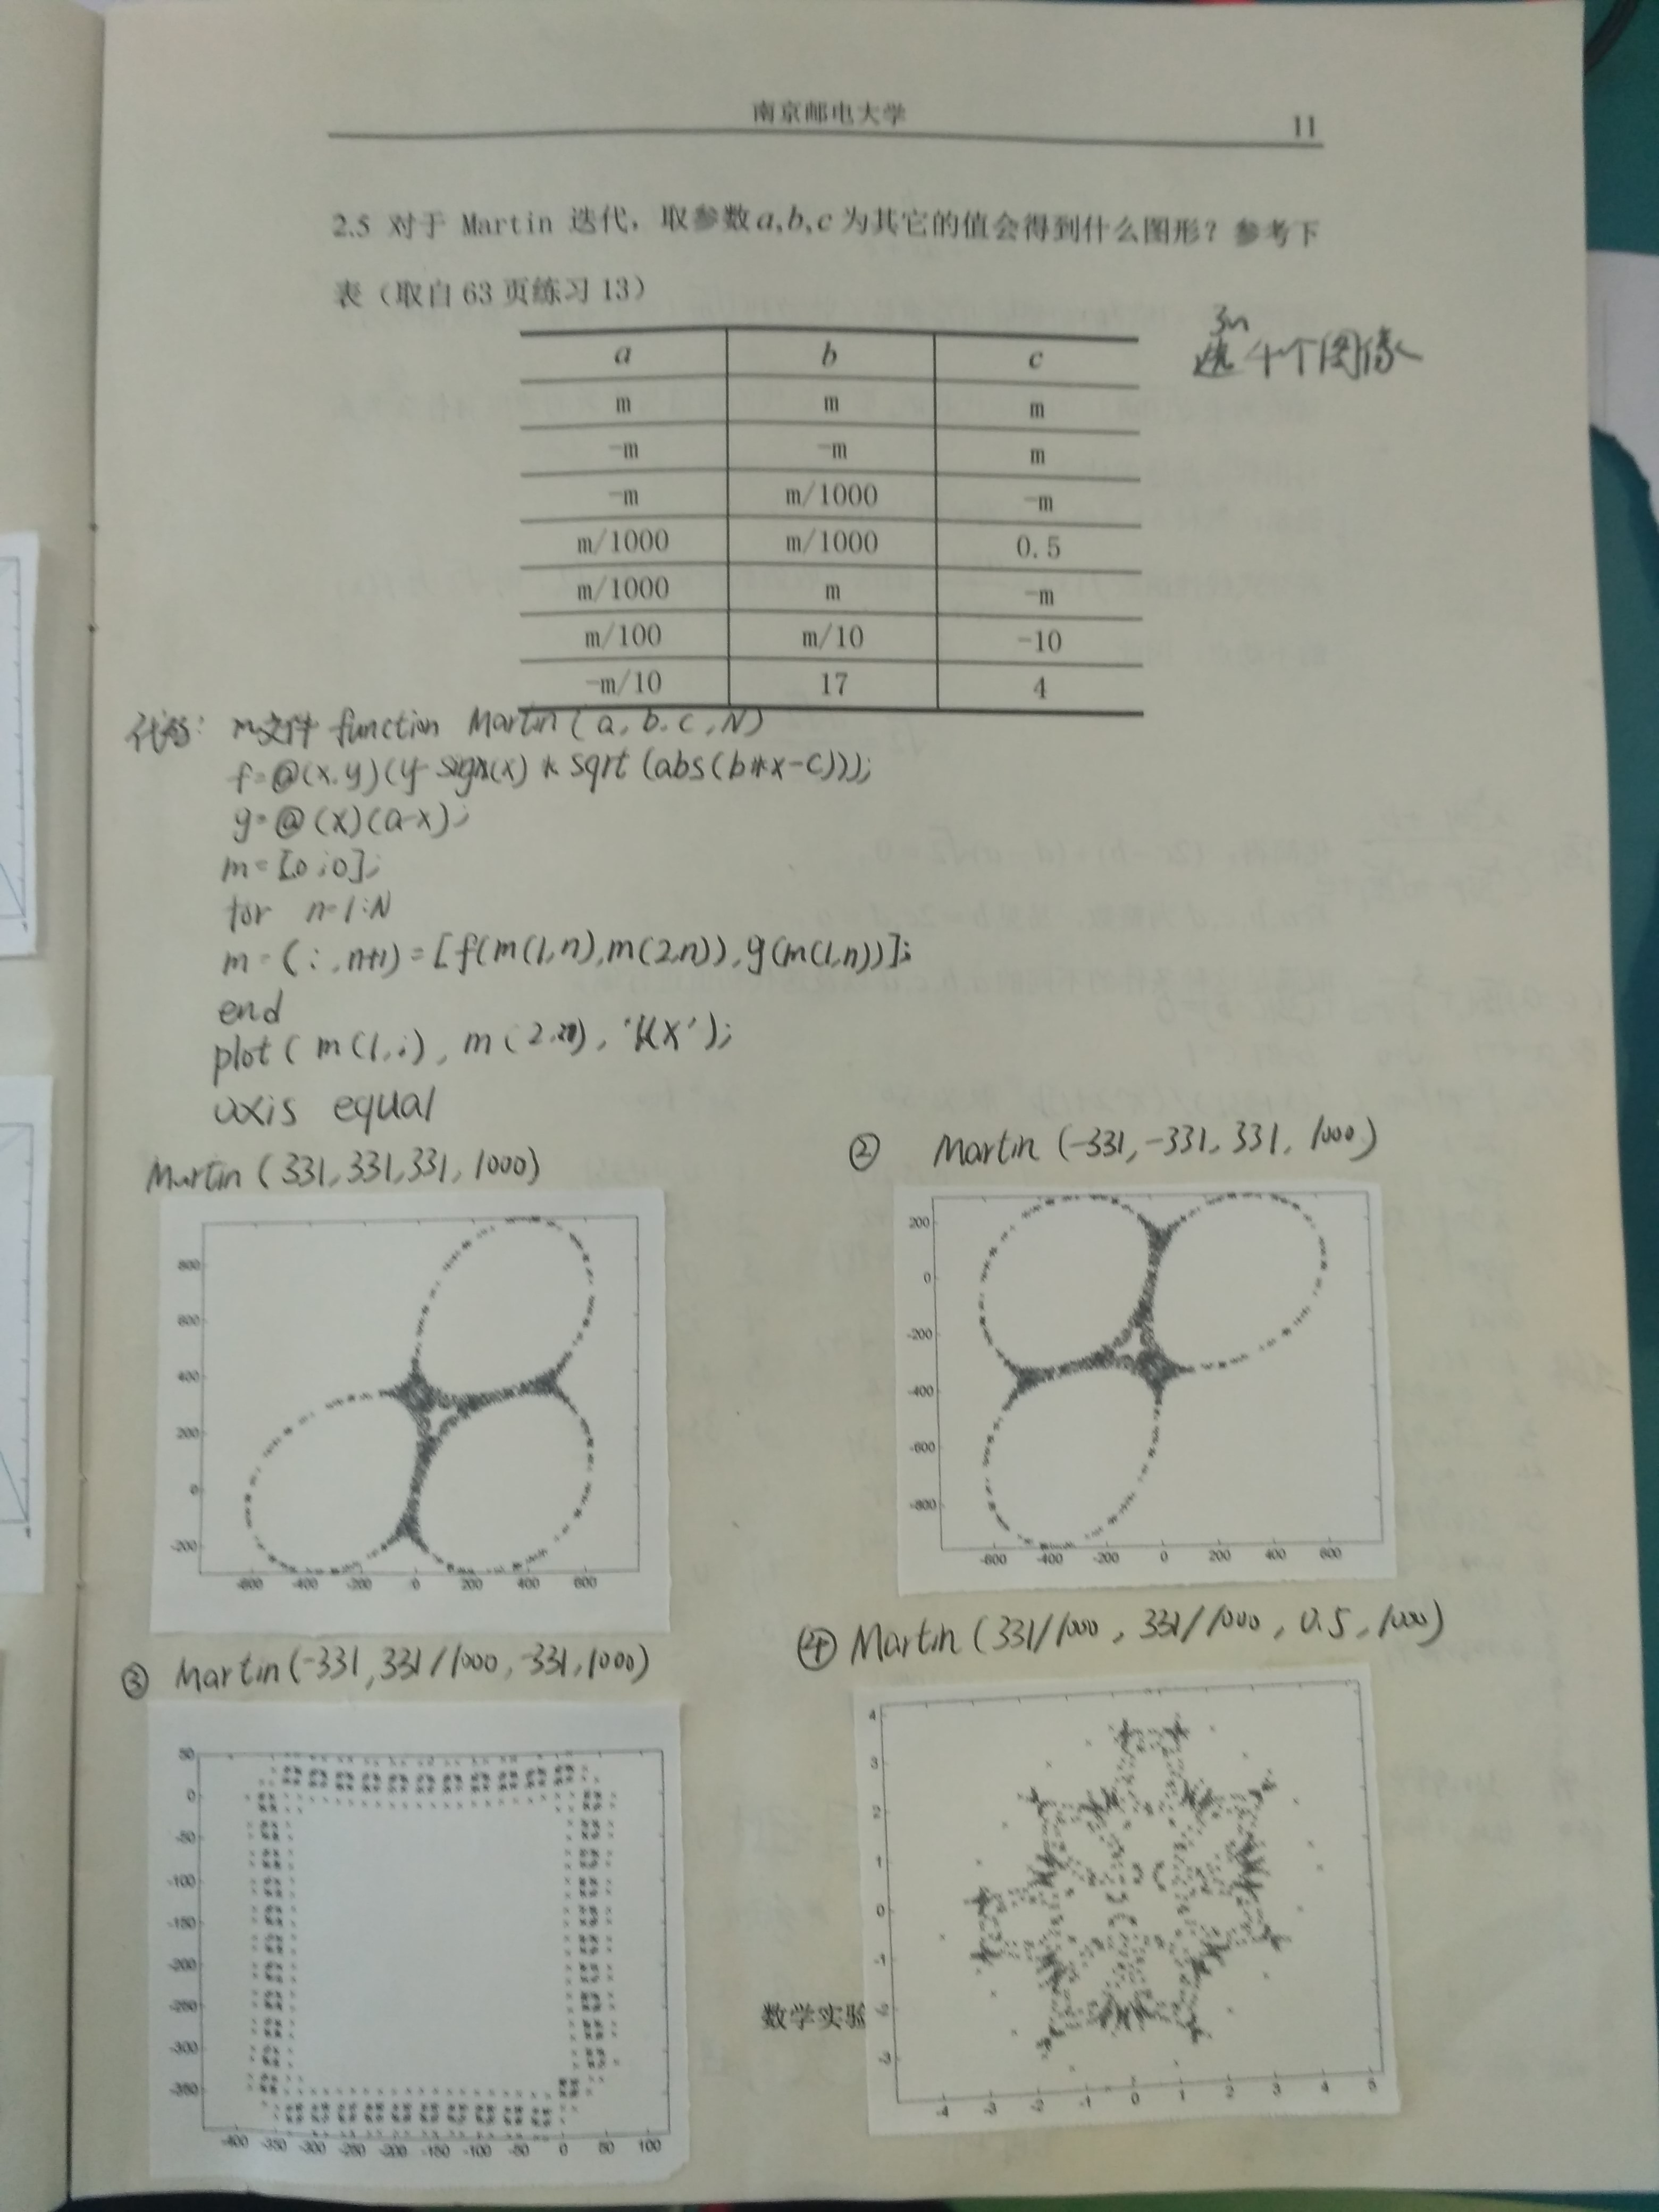 南京邮电大学 11
2.5 对于 Martin 迭代，取参数a,b,c为其它的值会得到什么图形？参考下
表（取自 63 页练习 13）
3n
选 4个图像
a b c
m m m
-m -m m
-m m/1000 -m
m/1000 m/1000 0.5
m/1000 m -m
m/100 m/10 -10
-m/10 17 4
代码: m文件 function Martin(a, b, c, N)
f=@(x,y)(y-sign(x)*sqrt(abs(b*x-c)));
g=@(x)(a-x);
m=[0;0];
for n=1:N
m=(:,n+1)=[f(m(1,n),m(2,n)),g(m(1,n))];
end
plot(m(1,:), m(2,:), 'kx');
axis equal
Martin (331,331,331,1000)
② Martin (-331,-331,331,1000)
800
600
400
200
0
-200
-600 -400 -200 0 200 400 600
200
0
-200
-400
-600
-800
-600 -400 -200 0 200 400 600
③ Martin(-331,331/1000,-331,1000)
④ Martin (331/1000,331/1000,0.5,1000)
50
0
-50
-100
-150
-200
-250
-300
-350
-400 -350 -300 -250 -200 -150 -100 -50 0 50 100
4
3
2
1
0
-1
-2
-3
-4 -3 -2 -1 0 1 2 3 4 5
数学实验